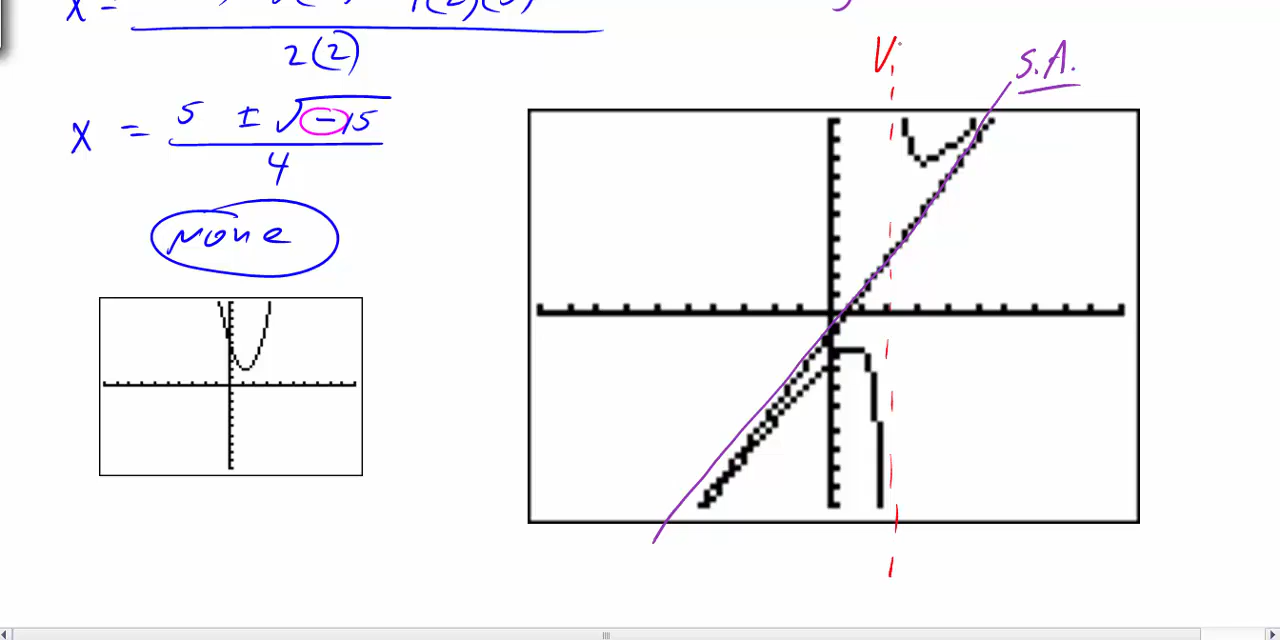 2(2)
x = 5 ± √-15
4
none
V
S.A.